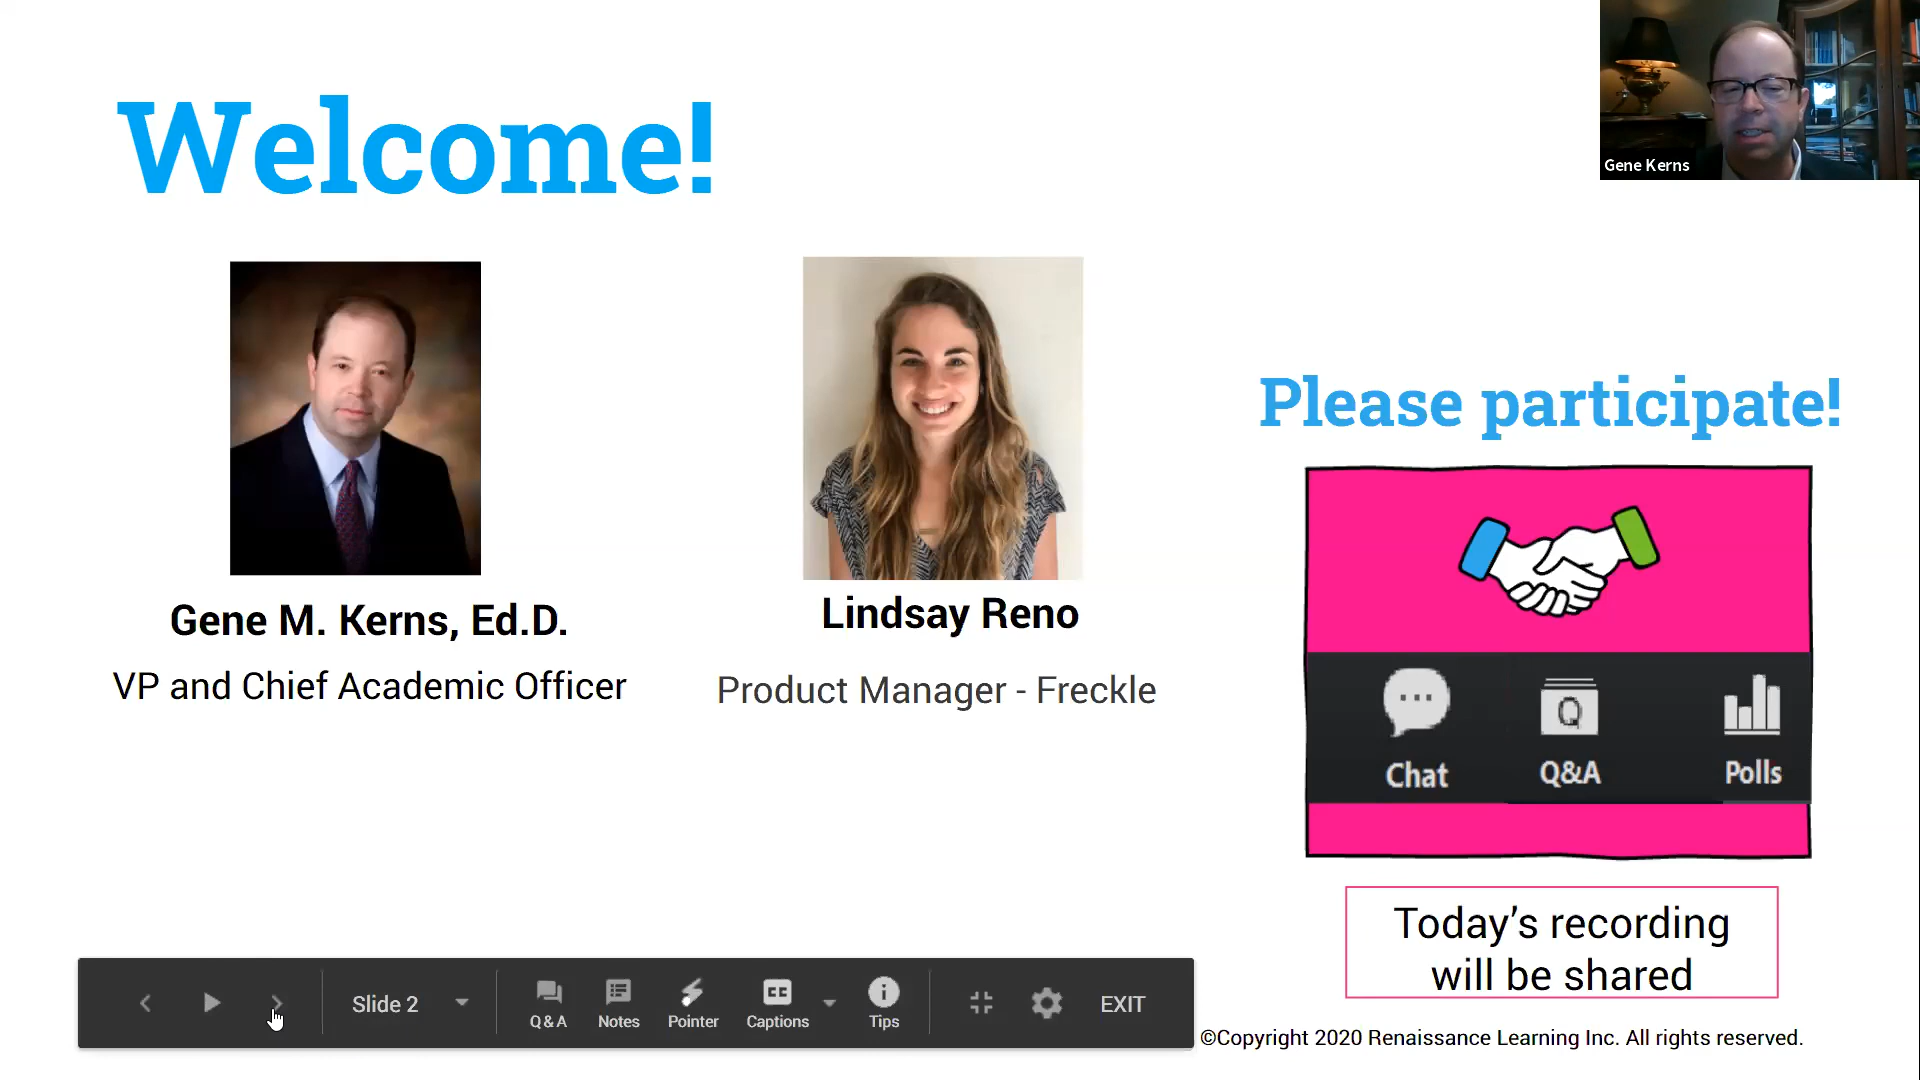 Welcome!
Gene Kerns
Please participate!
Gene M. Kerns, Ed.D.
VP and Chief Academic Officer
Lindsay Reno
Product Manager - Freckle
Chat
Q&A
Polls
Today's recording
will be shared
Slide 2
Q&A
Notes
Pointer
CC
Captions
Tips
EXIT
©Copyright 2020 Renaissance Learning Inc. All rights reserved.